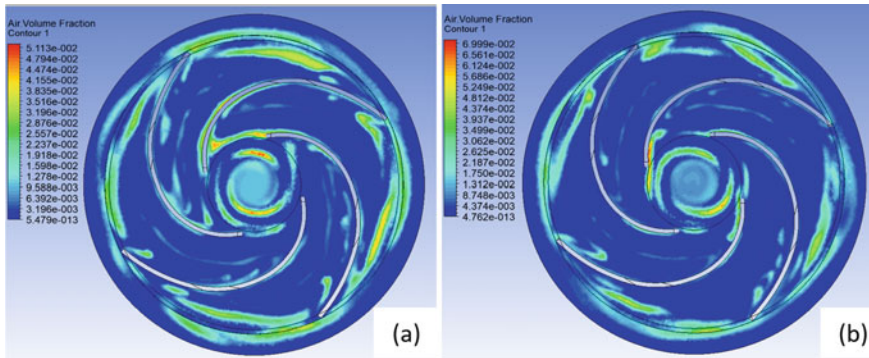 Air.Volume Fraction
Contour 1
5.113e-002
4.794e-002
4.474e-002
4.155e-002
3.835e-002
3.516e-002
3.196e-002
2.876e-002
2.557e-002
2.237e-002
1.918e-002
1.598e-002
1.278e-002
9.588e-003
6.392e-003
3.196e-003
5.479e-013
(a)
Air.Volume Fraction
Contour 1
6.999e-002
6.561e-002
6.124e-002
5.686e-002
5.249e-002
4.812e-002
4.374e-002
3.937e-002
3.499e-002
3.062e-002
2.625e-002
2.187e-002
1.750e-002
1.312e-002
8.748e-003
4.374e-003
4.762e-013
(b)